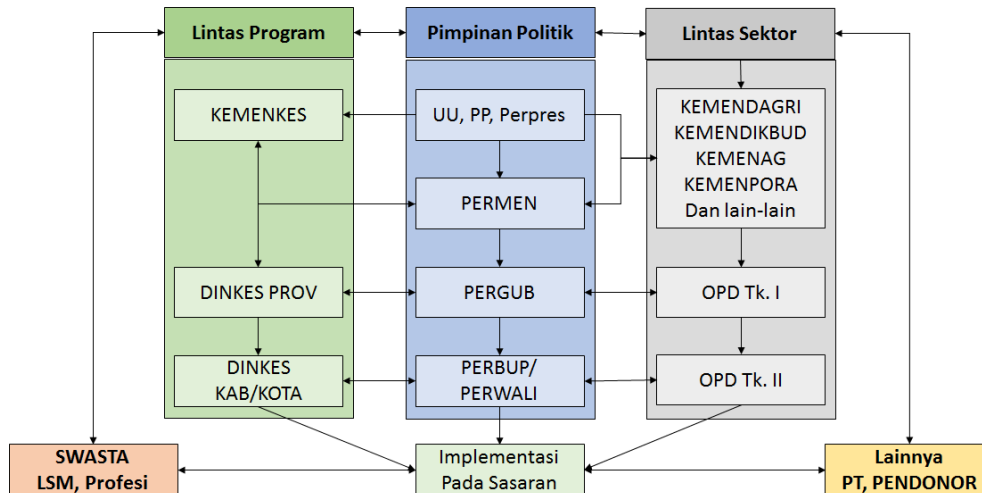 Lintas Program
Pimpinan Politik
Lintas Sektor
KEMENKES
UU, PP, Perpres
KEMENDAGRI
KEMENDIKBUD
KEMENAG
KEMENPORA
Dan lain-lain
PERMEN
DINKES PROV
PERGUB
OPD Tk. I
DINKES
KAB/KOTA
PERBUP/
PERWALI
OPD Tk. II
SWASTA
LSM, Profesi
Implementasi
Pada Sasaran
Lainnya
PT, PENDONOR